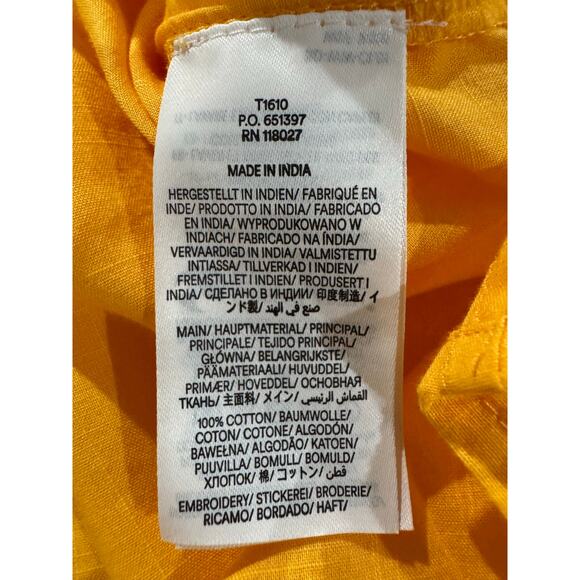 T1610
P.O. 651397
RN 118027
MADE IN INDIA
HERGESTELLT IN INDIEN/ FABRIQUÉ EN
INDE/ PRODOTTO IN INDIA/ FABRICADO
EN INDIA/ WYPRODUKOWANO W
INDIACH/ FABRICADO NA ÍNDIA/
VERVAARDIGD IN INDIA/ VALMISTETTU
INTIASSA/ TILLVERKAD I INDIEN/
FREMSTILLET I INDIEN/ PRODUSERT I
INDIA/ СДЕЛАНО В ИНДИИ/ 印度制造/ イ
ンド製/ صنع في الهند/
MAIN/ HAUPTMATERIAL/ PRINCIPAL/
PRINCIPALE/ TEJIDO PRINCIPAL/
GŁÓWNA/ BELANGRIJKSTE/
PÄÄMATERIAALI/ HUVUDDEL/
PRIMÆR/ HOVEDDEL/ ОСНОВНАЯ
ТКАНЬ/ 主面料/ メイン/ القماش الرئيسي/
100% COTTON/ BAUMWOLLE/
COTON/ COTONE/ ALGODÓN/
BAWEŁNA/ ALGODÃO/ KATOEN/
PUUVILLA/ BOMULL/ BOMULD/
ХЛОПОК/ 棉/ コットン/ قطن/
EMBROIDERY/ STICKEREI/ BRODERIE/
RICAMO/ BORDADO/ HAFT/